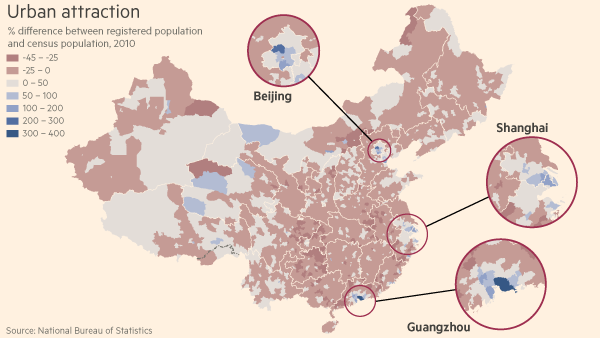 Urban attraction
% difference between registered population
and census population, 2010
-45 – -25
-25 – 0
0 – 50
50 – 100
100 – 200
200 – 300
300 – 400
Beijing
Shanghai
Guangzhou
Source: National Bureau of Statistics